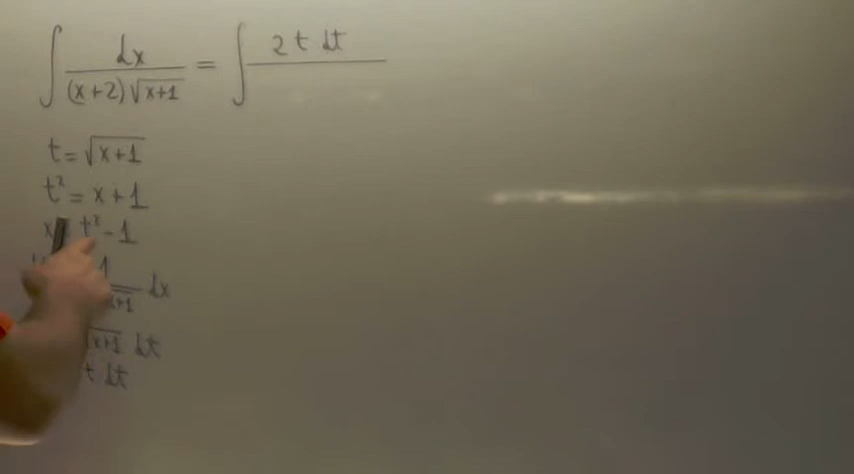 ∫ dx / (x+2)√x+1 = ∫ 2t dt /
t = √x+1
t² = x+1
x t² - 1
1 x+1 dx
√x+1 dt
t dt